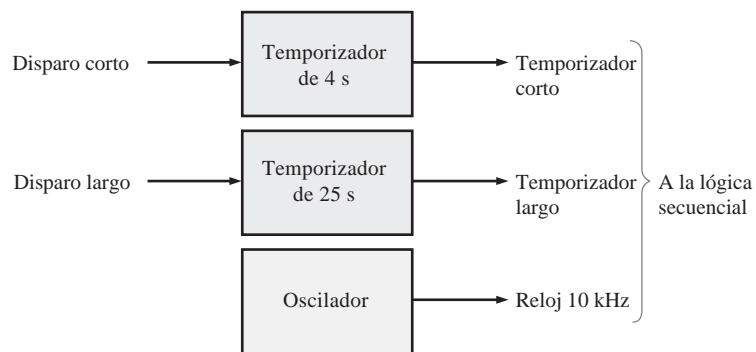 Disparo corto
Temporizador
de 4 s
Temporizador
corto
Disparo largo
Temporizador
de 25 s
Temporizador
largo
A la lógica
secuencial
Oscilador
Reloj 10 kHz